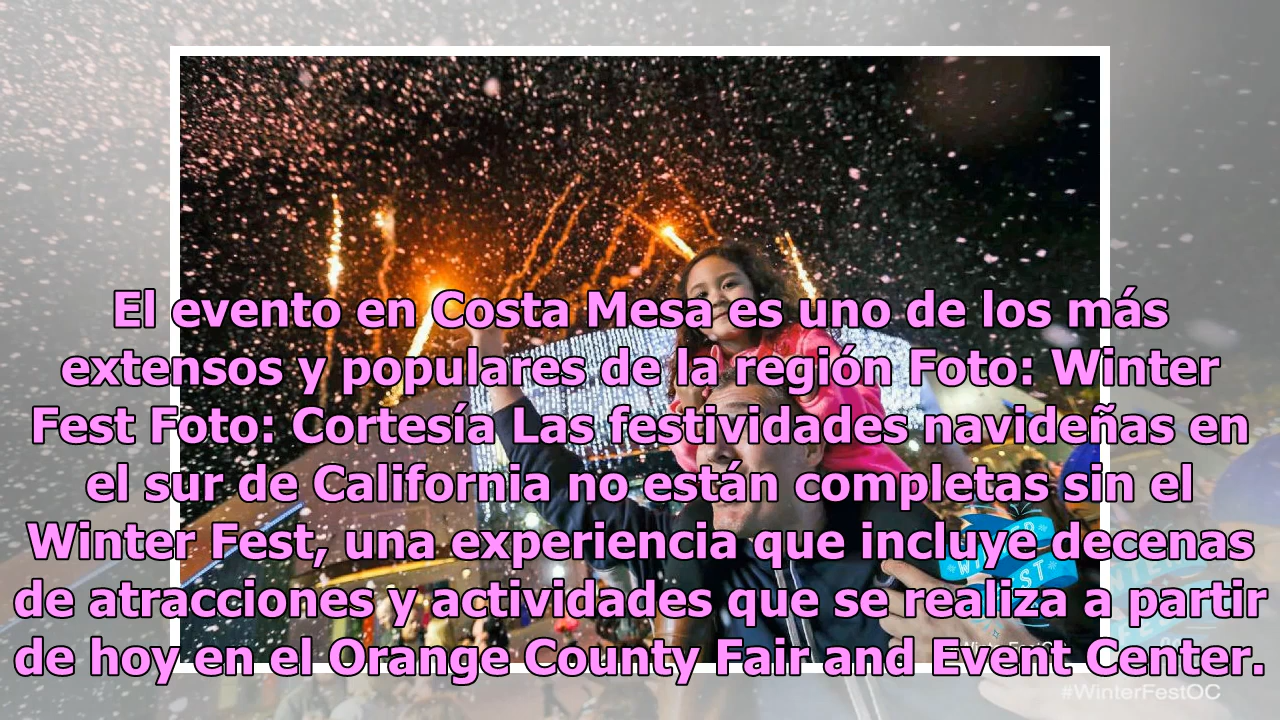 El evento en Costa Mesa es uno de los más
extensos y populares de la región Foto: Winter
Fest Foto: Cortesía Las festividades navideñas en
el sur de California no están completas sin el
Winter Fest, una experiencia que incluye decenas
de atracciones y actividades que se realiza a partir
de hoy en el Orange County Fair and Event Center.
WINTER
FEST
#WinterFestOC